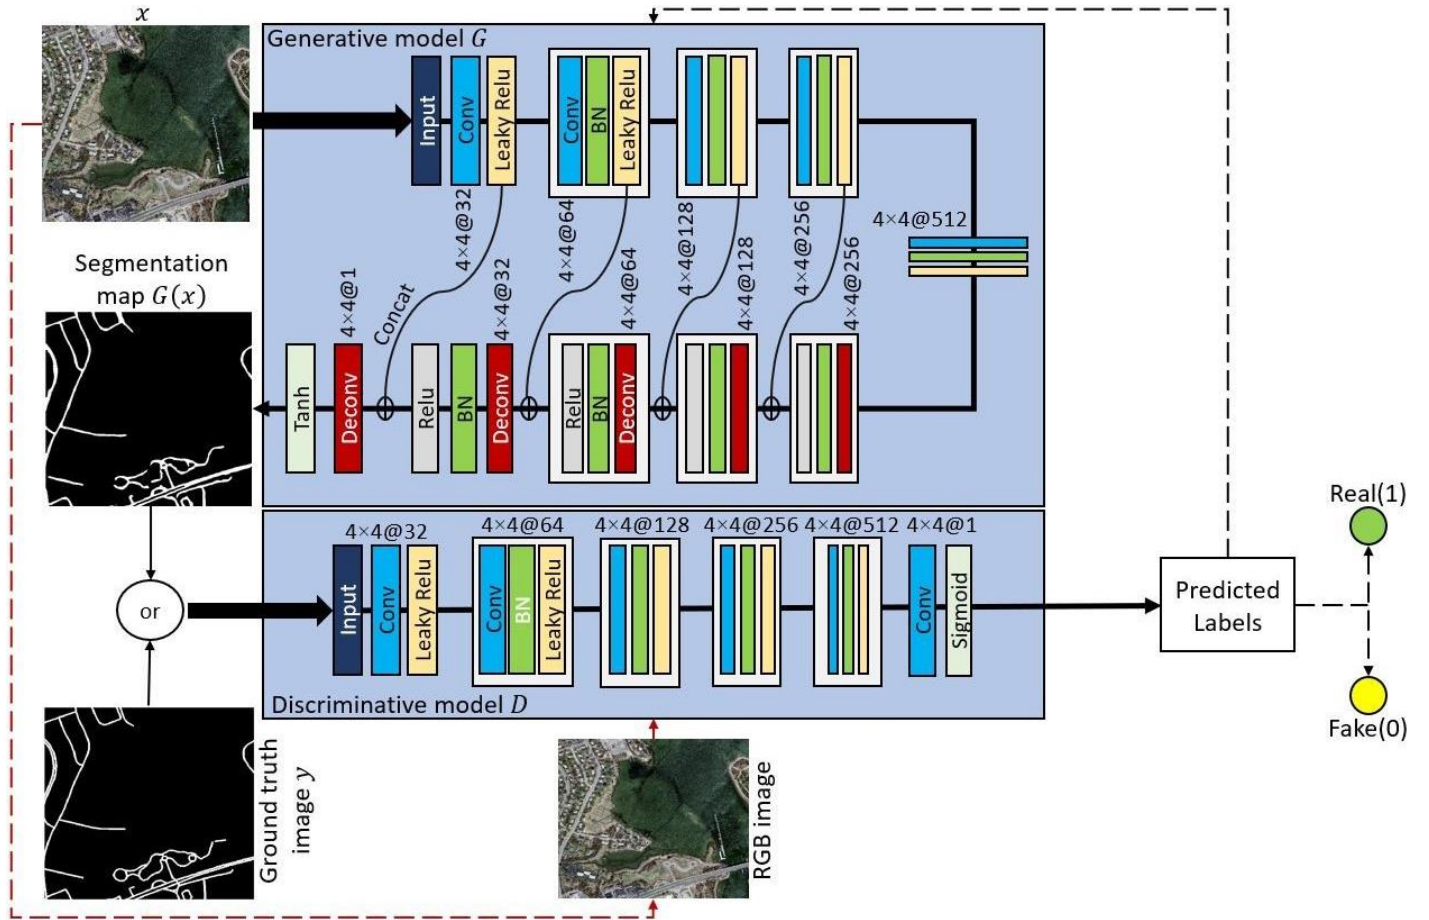 x
Generative model G
Input
Conv
Leaky Relu
Conv
BN
Leaky Relu
4×4@32
4×4@64
4×4@128
4×4@256
4×4@512
Segmentation
map G(x)
4×4@1
Concat
4×4@32
4×4@64
4×4@128
4×4@256
Tanh
Deconv
Relu
BN
Deconv
Relu
BN
Deconv
4×4@32
4×4@64
4×4@128
4×4@256
4×4@512
4×4@1
or
Input
Conv
Leaky Relu
Conv
BN
Leaky Relu
Conv
Sigmoid
Discriminative model D
Predicted
Labels
Real(1)
Fake(0)
Ground truth
image y
RGB image